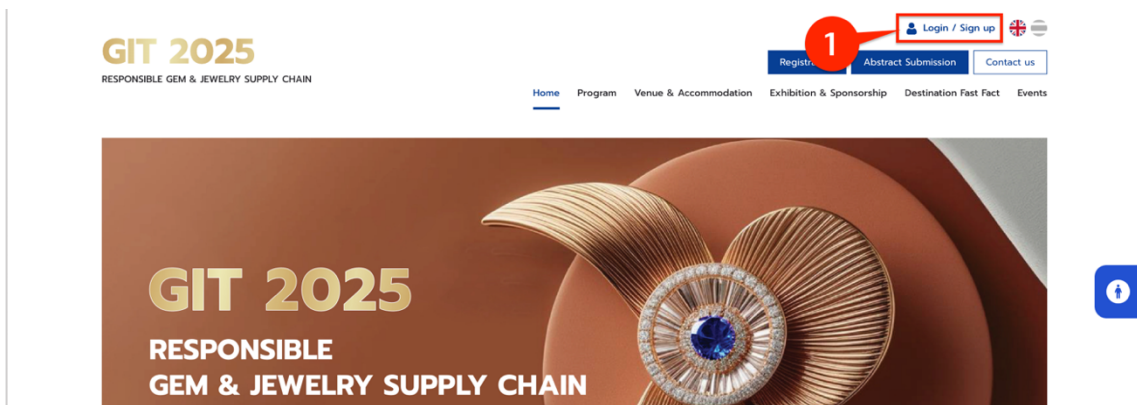 Login / Sign up
1
GIT 2025
RESPONSIBLE GEM & JEWELRY SUPPLY CHAIN
Abstract Submission
Contact us
Home Program Venue & Accommodation Exhibition & Sponsorship Destination Fast Fact Events
GIT 2025
RESPONSIBLE
GEM & JEWELRY SUPPLY CHAIN